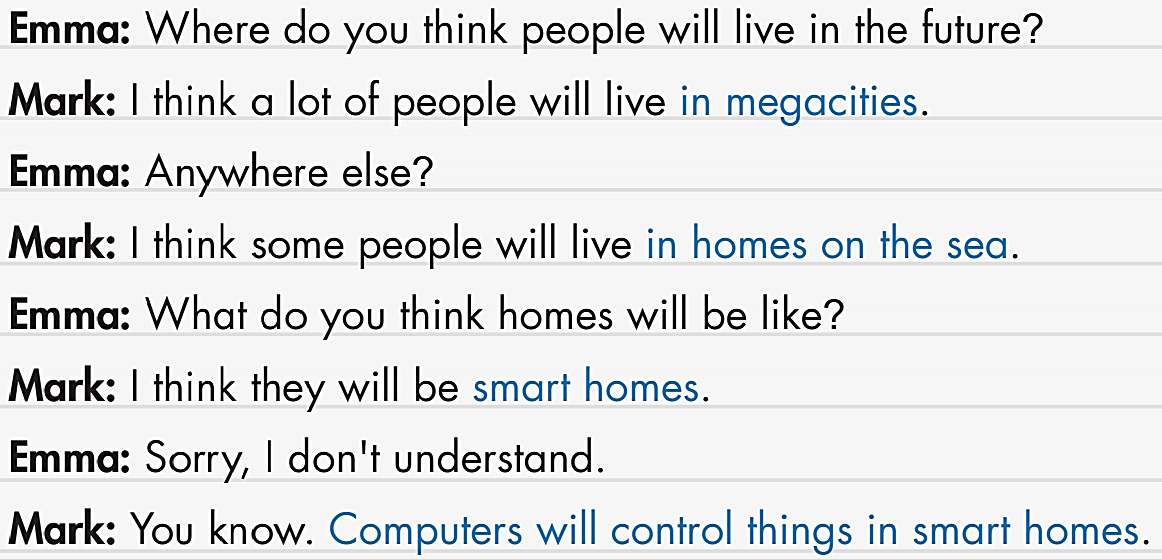 Emma: Where do you think people will live in the future?
Mark: I think a lot of people will live in megacities.
Emma: Anywhere else?
Mark: I think some people will live in homes on the sea.
Emma: What do you think homes will be like?
Mark: I think they will be smart homes.
Emma: Sorry, I don't understand.
Mark: You know. Computers will control things in smart homes.